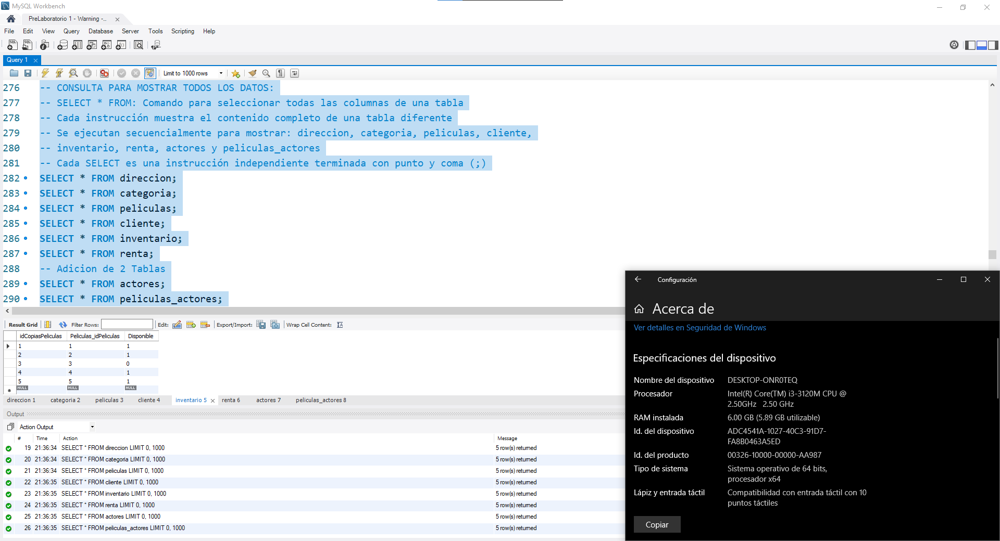 MySQL Workbench
PreLaboratorio 1 - Warning -...
File Edit View Query Database Server Tools Scripting Help
Query 1
Limit to 1000 rows
276 -- CONSULTA PARA MOSTRAR TODOS LOS DATOS:
277 -- SELECT * FROM: Comando para seleccionar todas las columnas de una tabla
278 -- Cada instrucción muestra el contenido completo de una tabla diferente
279 -- Se ejecutan secuencialmente para mostrar: direccion, categoria, peliculas, cliente,
280 -- inventario, renta, actores y peliculas_actores
281 -- Cada SELECT es una instrucción independiente terminada con punto y coma (;)
282 SELECT * FROM direccion;
283 SELECT * FROM categoria;
284 SELECT * FROM peliculas;
285 SELECT * FROM cliente;
286 SELECT * FROM inventario;
287 SELECT * FROM renta;
288 -- Adicion de 2 Tablas
289 SELECT * FROM actores;
290 SELECT * FROM peliculas_actores;
Result Grid Filter Rows: Edit: Export/Import: Wrap Cell Content:
idCopiasPeliculas Peliculas_idPeliculas Disponible
1 1 1
2 2 1
3 3 0
4 4 1
5 5 1
NULL NULL NULL
direccion 1 categoria 2 peliculas 3 cliente 4 inventario 5 renta 6 actores 7 peliculas_actores 8
Output
Action Output
# Time Action Message
19 21:36:34 SELECT * FROM direccion LIMIT 0, 1000 5 row(s) returned
20 21:36:34 SELECT * FROM categoria LIMIT 0, 1000 5 row(s) returned
21 21:36:34 SELECT * FROM peliculas LIMIT 0, 1000 5 row(s) returned
22 21:36:35 SELECT * FROM cliente LIMIT 0, 1000 5 row(s) returned
23 21:36:35 SELECT * FROM inventario LIMIT 0, 1000 5 row(s) returned
24 21:36:35 SELECT * FROM renta LIMIT 0, 1000 5 row(s) returned
25 21:36:35 SELECT * FROM actores LIMIT 0, 1000 5 row(s) returned
26 21:36:35 SELECT * FROM peliculas_actores LIMIT 0, 1000 5 row(s) returned
Configuración
Acerca de
Ver detalles en Seguridad de Windows
Especificaciones del dispositivo
Nombre del dispositivo DESKTOP-ONR0TEQ
Procesador Intel(R) Core(TM) i3-3120M CPU @
2.50GHz 2.50 GHz
RAM instalada 6.00 GB (5.89 GB utilizable)
Id. del dispositivo ADC4541A-1027-40C3-91D7-
FA8B0463A5ED
Id. del producto 00326-10000-00000-AA987
Tipo de sistema Sistema operativo de 64 bits,
procesador x64
Lápiz y entrada táctil Compatibilidad con entrada táctil con 10
puntos táctiles
Copiar